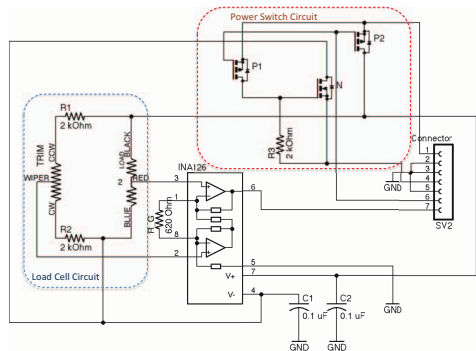 Power Switch Circuit
P1
P2
N
R3
2 kOhm
Connector
1
2
3
4
5
6
7
SV2
GND
R1
2 kOhm
TRIM
CCW
WIPER
CW
LOAD
BLACK
2
RED
BLUE
R2
2 kOhm
Load Cell Circuit
INA126
R_G
620 Ohm
3
1
8
2
6
5
7
4
V+
V-
C1
0.1 uF
C2
0.1 uF
GND
GND
GND